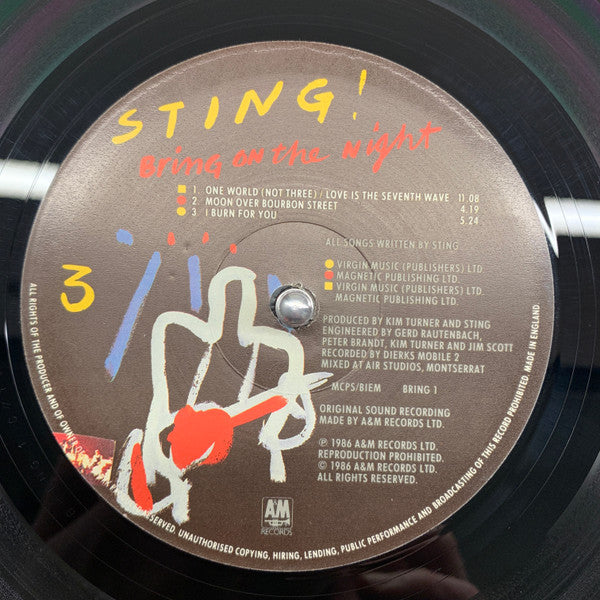 STING!
Bring on the Night
1. ONE WORLD (NOT THREE) / LOVE IS THE SEVENTH WAVE 11.08
2. MOON OVER BOURBON STREET 4.19
3. I BURN FOR YOU 5.24
ALL SONGS WRITTEN BY STING
3
VIRGIN MUSIC (PUBLISHERS) LTD.
MAGNETIC PUBLISHING LTD.
VIRGIN MUSIC (PUBLISHERS) LTD.
MAGNETIC PUBLISHING LTD.
PRODUCED BY KIM TURNER AND STING
ENGINEERED BY GERD RAUTENBACH,
PETER BRANDT, KIM TURNER AND JIM SCOTT
RECORDED BY DIERKS MOBILE 2
MIXED AT AIR STUDIOS, MONTSERRAT
MCPS/BIEM BRING 1
ORIGINAL SOUND RECORDING
MADE BY A&M RECORDS LTD.
℗ 1986 A&M RECORDS LTD.
REPRODUCTION PROHIBITED.
© 1986 A&M RECORDS LTD.
ALL RIGHTS RESERVED.
A&M
RECORDS
ALL RIGHTS OF THE PRODUCER AND OF OWNER O
SERVED. UNAUTHORISED COPYING, HIRING, LENDING, PUBLIC PERFORMANCE AND BROADCASTING OF THIS RECORD PROHIBITED. MADE IN ENGLAND